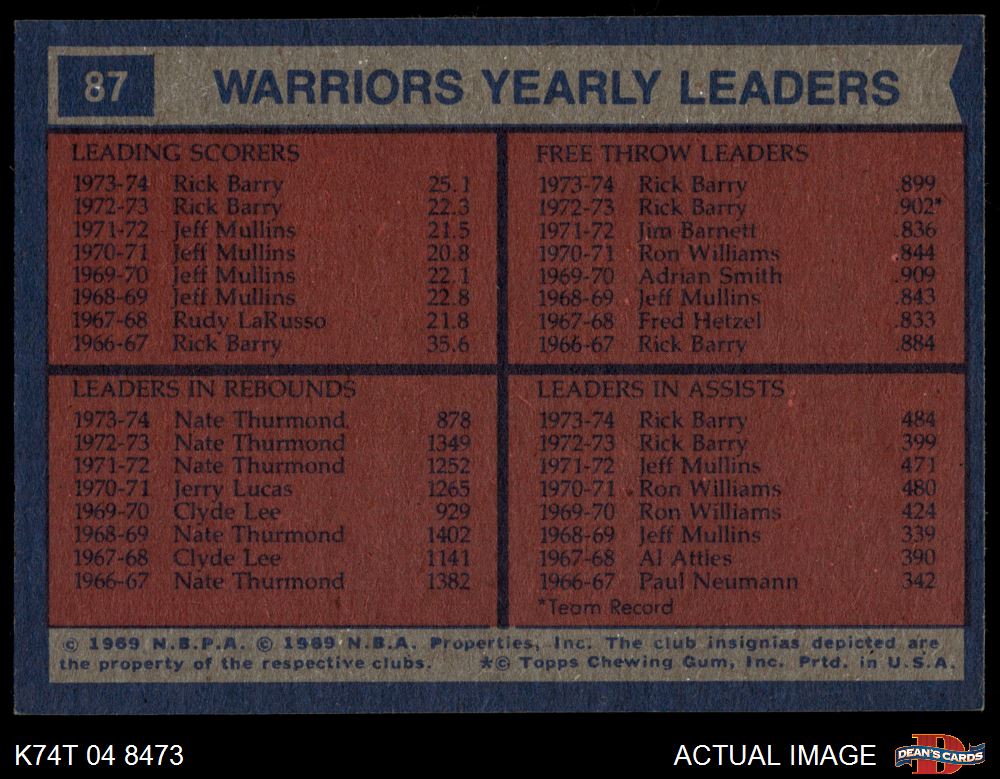 87 WARRIORS YEARLY LEADERS
LEADING SCORERS
1973-74 Rick Barry 25.1
1972-73 Rick Barry 22.3
1971-72 Jeff Mullins 21.5
1970-71 Jeff Mullins 20.8
1969-70 Jeff Mullins 22.1
1968-69 Jeff Mullins 22.8
1967-68 Rudy LaRusso 21.8
1966-67 Rick Barry 35.6
FREE THROW LEADERS
1973-74 Rick Barry .899
1972-73 Rick Barry .902*
1971-72 Jim Barnett .836
1970-71 Ron Williams .844
1969-70 Adrian Smith .909
1968-69 Jeff Mullins .843
1967-68 Fred Hetzel .833
1966-67 Rick Barry .884
LEADERS IN REBOUNDS
1973-74 Nate Thurmond 878
1972-73 Nate Thurmond 1349
1971-72 Nate Thurmond 1252
1970-71 Jerry Lucas 1265
1969-70 Clyde Lee 929
1968-69 Nate Thurmond 1402
1967-68 Clyde Lee 1141
1966-67 Nate Thurmond 1382
LEADERS IN ASSISTS
1973-74 Rick Barry 484
1972-73 Rick Barry 399
1971-72 Jeff Mullins 471
1970-71 Ron Williams 480
1969-70 Ron Williams 424
1968-69 Jeff Mullins 339
1967-68 Al Attles 390
1966-67 Paul Neumann 342
*Team Record
© 1969 N.B.P.A. © 1969 N.B.A. Properties, Inc. The club insignias depicted are
the property of the respective clubs. *© Topps Chewing Gum, Inc. Prtd. in U.S.A.
K74T 04 8473
ACTUAL IMAGE
D
DEAN'S CARDS